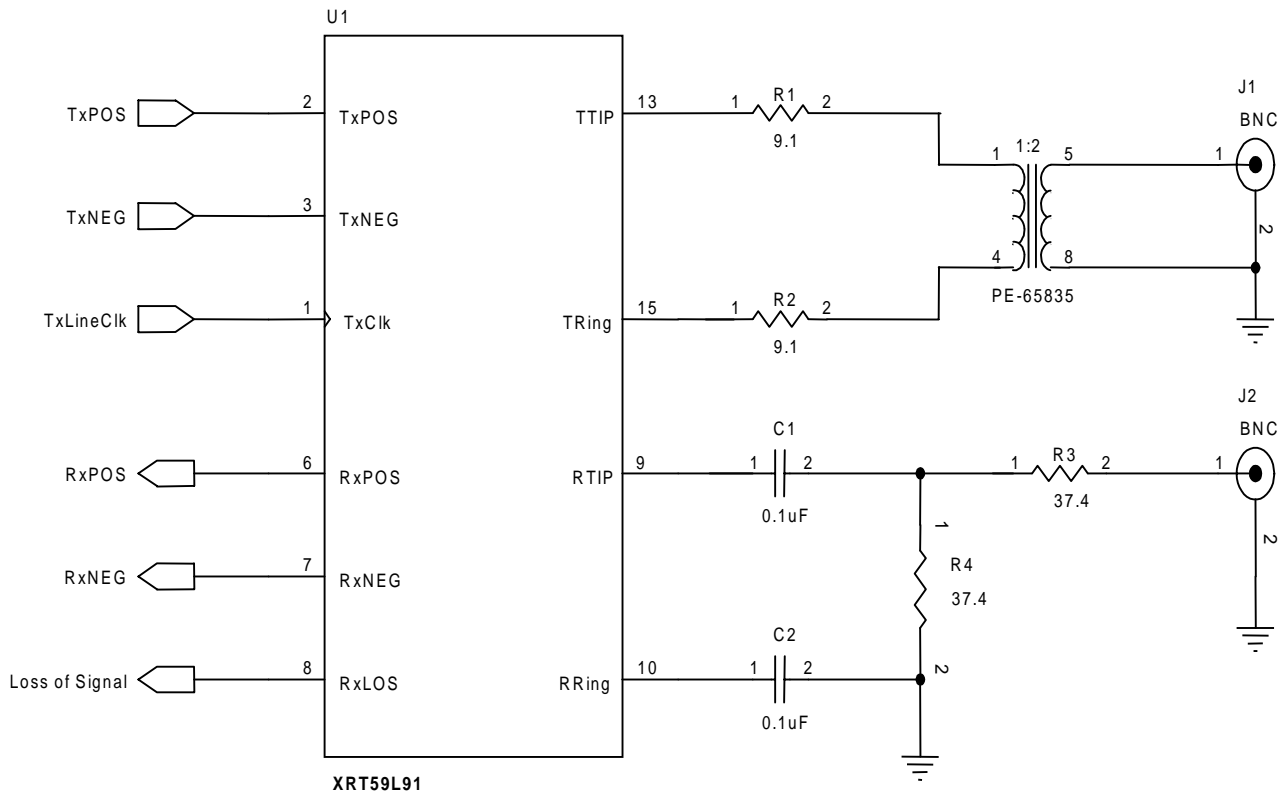 U1
J1
BNC
TxPOS 2 TxPOS TTIP 13 1 R1 2
9.1
1 1:2 5 1
2
TxNEG 3 TxNEG
4 8
PE-65835
TxLineClk 1 TxClk TRing 15 1 R2 2
9.1
J2
BNC
C1
RxPOS 6 RxPOS RTIP 9 1 2 1 R3 2 1
0.1uF
37.4
1
2
RxNEG 7 RxNEG
R4
37.4
C2
Loss of Signal 8 RxLOS RRing 10 1 2 2
0.1uF
XRT59L91